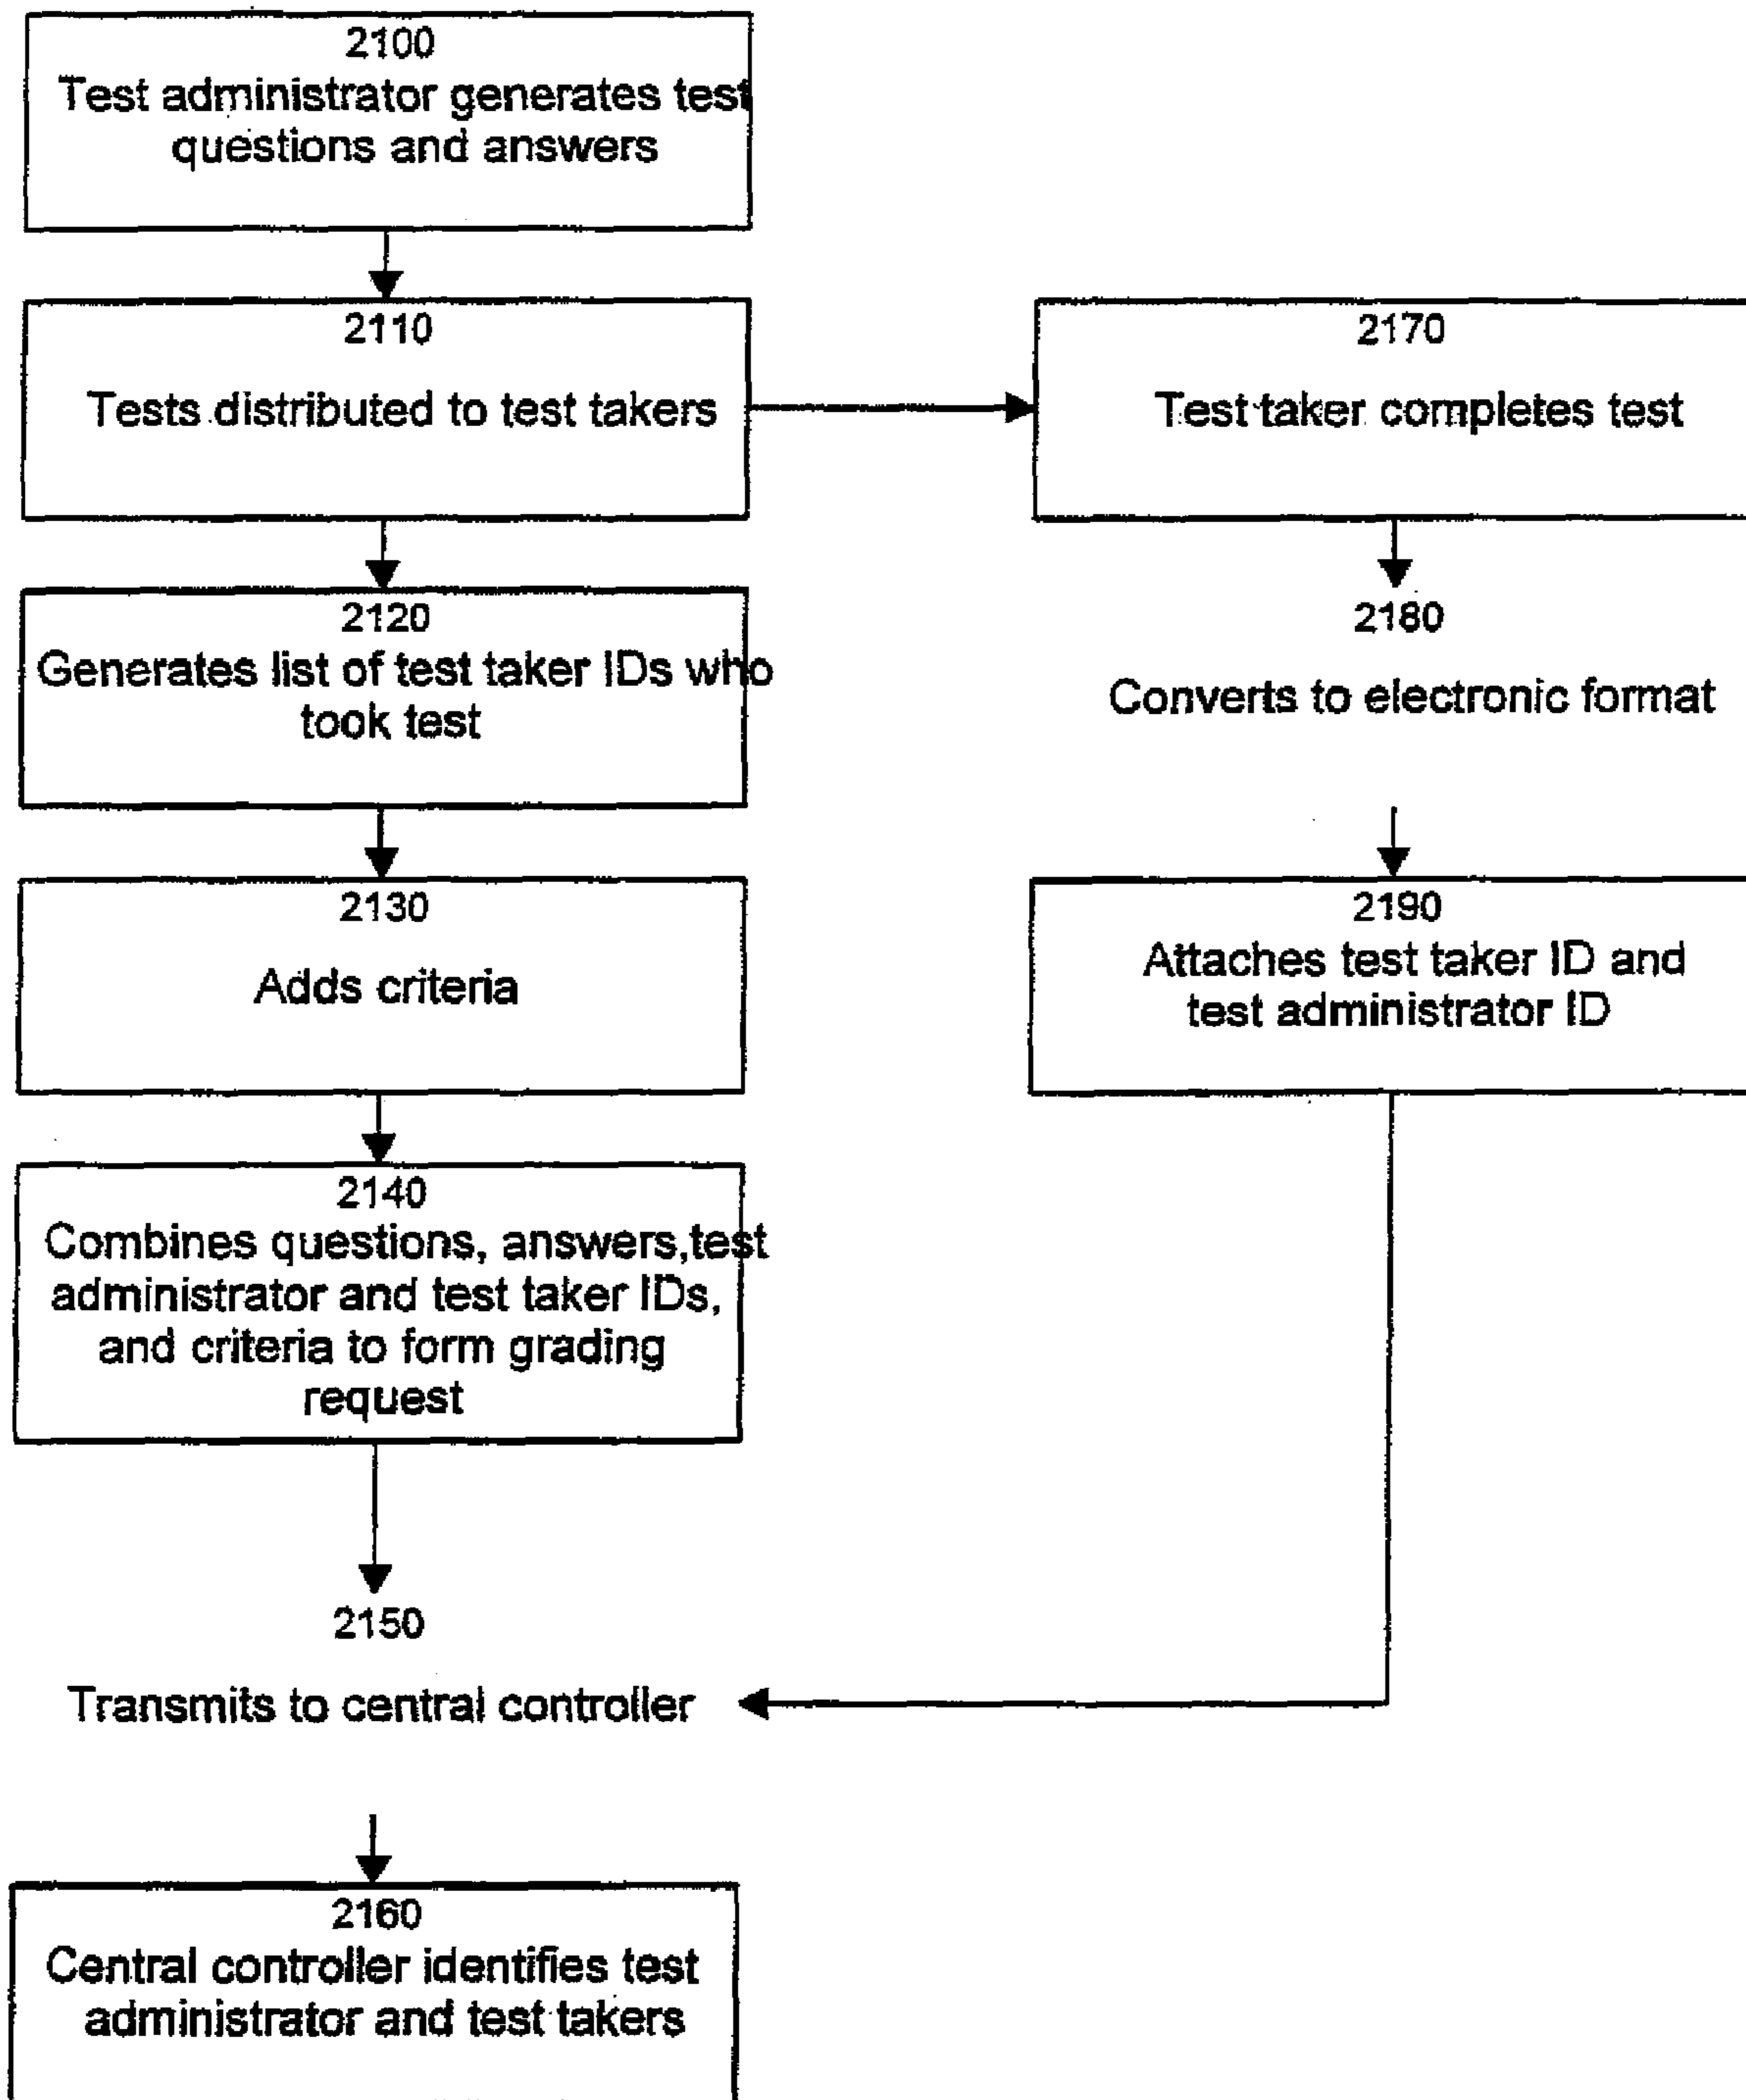 2100
Test administrator generates test
questions and answers
2110
Tests distributed to test takers
2120
Generates list of test taker IDs who
took test
2130
Adds criteria
2140
Combines questions, answers,test
administrator and test taker IDs,
and criteria to form grading
request
2150
Transmits to central controller
2160
Central controller identifies test
administrator and test takers
2170
Test taker completes test
2180
Converts to electronic format
2190
Attaches test taker ID and
test administrator ID